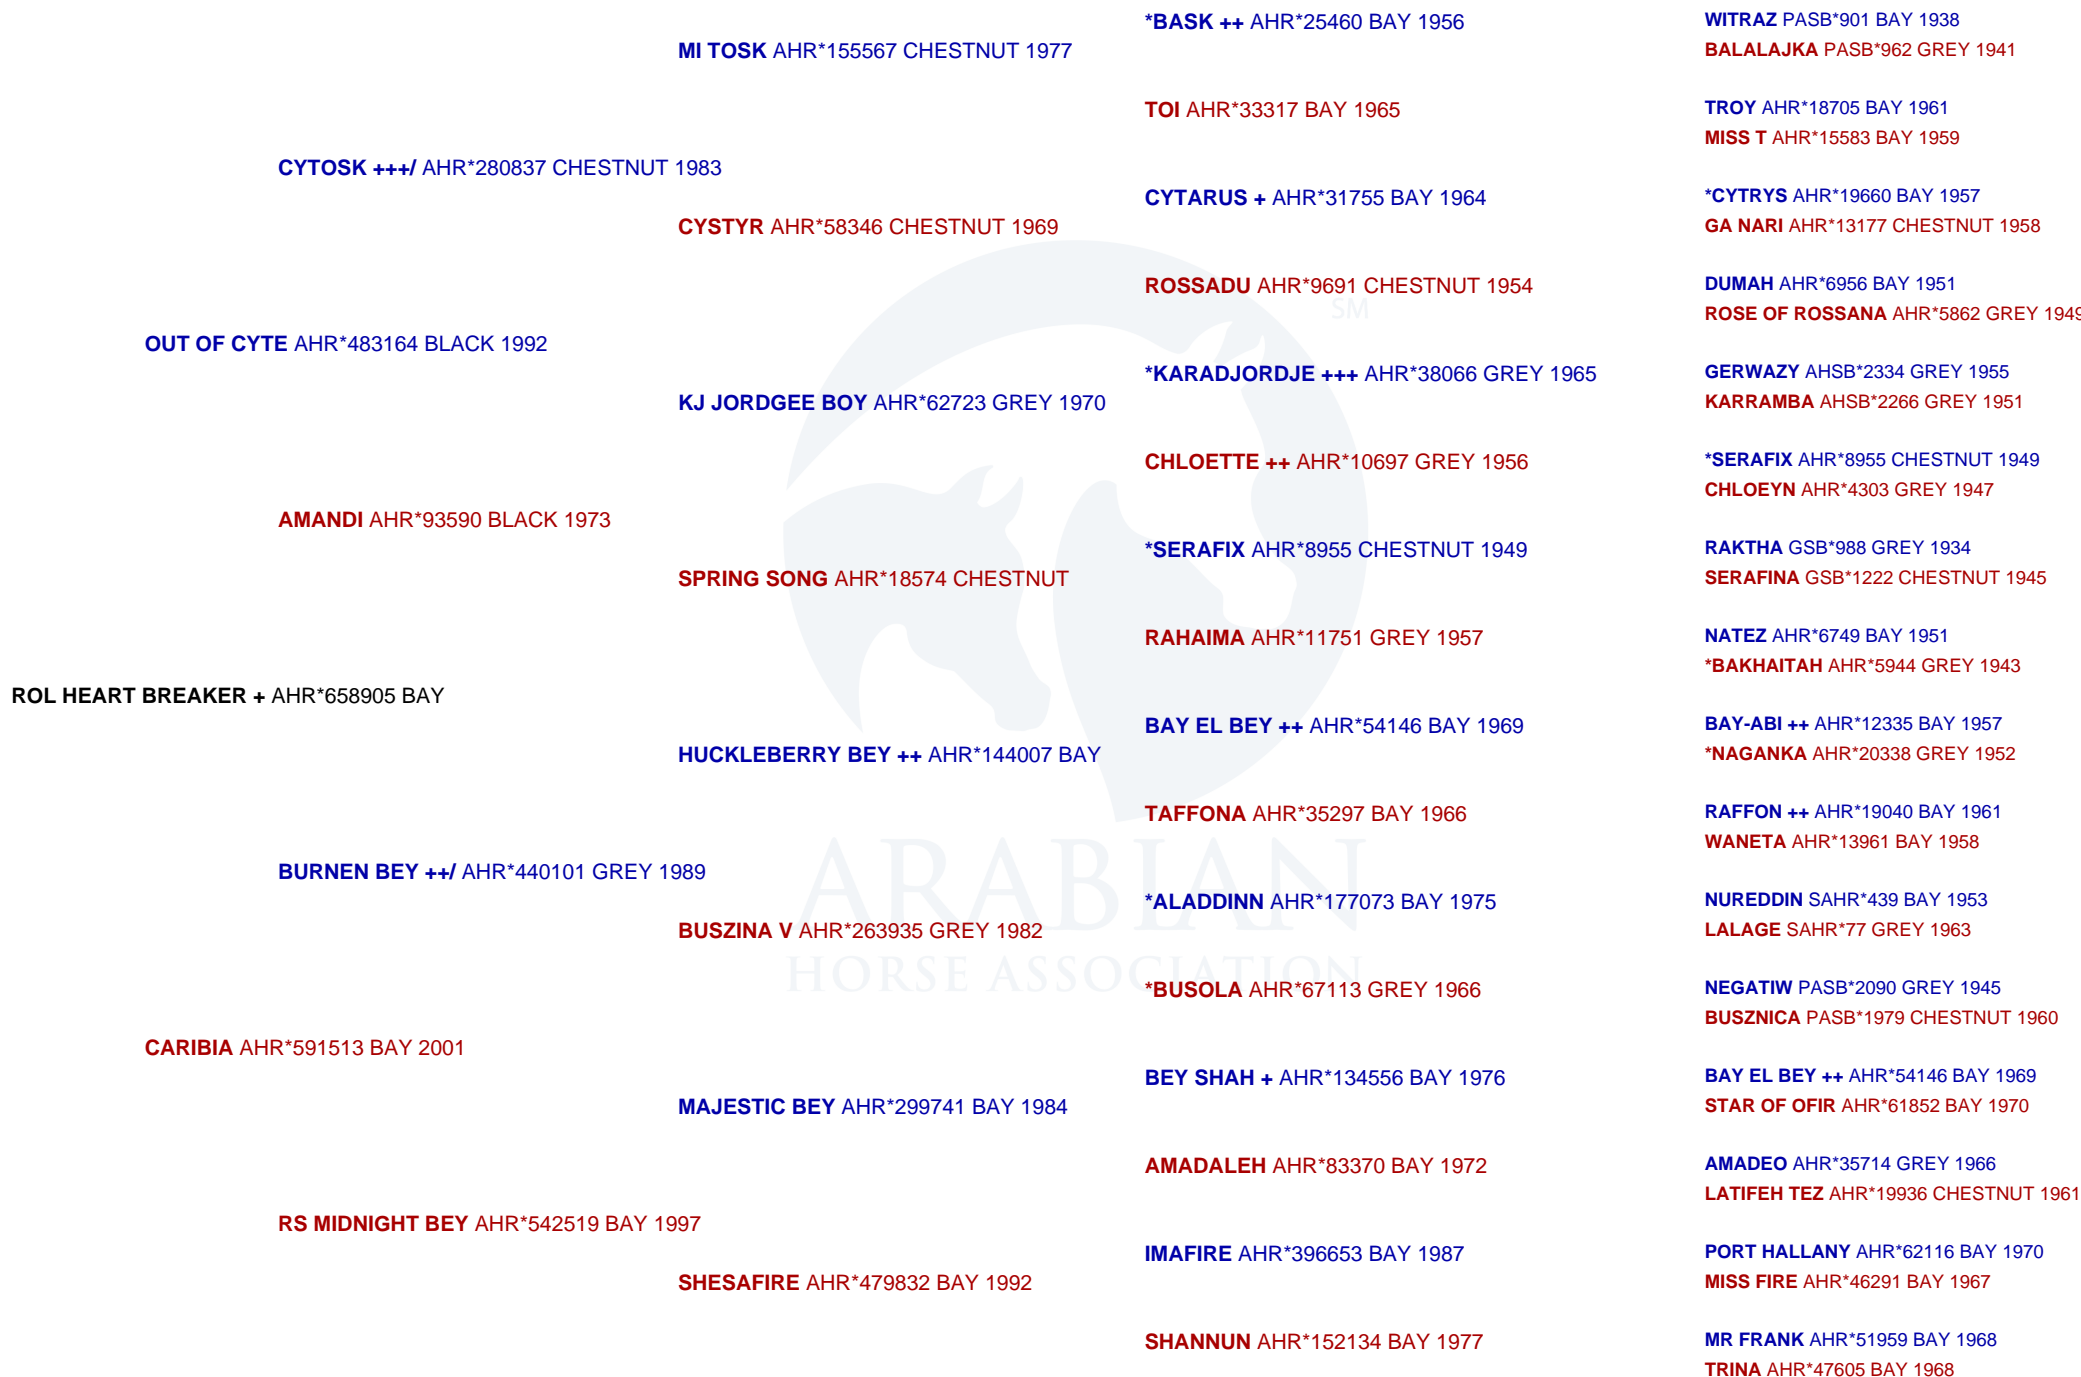 *BASK ++ AHR*25460 BAY 1956
WITRAZ PASB*901 BAY 1938
MI TOSK AHR*155567 CHESTNUT 1977
BALALAJKA PASB*962 GREY 1941
TOI AHR*33317 BAY 1965
TROY AHR*18705 BAY 1961
MISS T AHR*15583 BAY 1959
CYTOSK +++/ AHR*280837 CHESTNUT 1983
CYTARUS + AHR*31755 BAY 1964
*CYTRYS AHR*19660 BAY 1957
CYSTYR AHR*58346 CHESTNUT 1969
GA NARI AHR*13177 CHESTNUT 1958
ROSSADU AHR*9691 CHESTNUT 1954
DUMAH AHR*6956 BAY 1951
SM
ROSE OF ROSSANA AHR*5862 GREY 1949
OUT OF CYTE AHR*483164 BLACK 1992
*KARADJORDJE +++ AHR*38066 GREY 1965
GERWAZY AHSB*2334 GREY 1955
KJ JORDGEE BOY AHR*62723 GREY 1970
KARRAMBA AHSB*2266 GREY 1951
CHLOETTE ++ AHR*10697 GREY 1956
*SERAFIX AHR*8955 CHESTNUT 1949
CHLOEYN AHR*4303 GREY 1947
AMANDI AHR*93590 BLACK 1973
*SERAFIX AHR*8955 CHESTNUT 1949
RAKTHA GSB*988 GREY 1934
SPRING SONG AHR*18574 CHESTNUT
SERAFINA GSB*1222 CHESTNUT 1945
RAHAIMA AHR*11751 GREY 1957
NATEZ AHR*6749 BAY 1951
*BAKHAITAH AHR*5944 GREY 1943
ROL HEART BREAKER + AHR*658905 BAY
BAY EL BEY ++ AHR*54146 BAY 1969
BAY-ABI ++ AHR*12335 BAY 1957
HUCKLEBERRY BEY ++ AHR*144007 BAY
*NAGANKA AHR*20338 GREY 1952
TAFFONA AHR*35297 BAY 1966
RAFFON ++ AHR*19040 BAY 1961
WANETA AHR*13961 BAY 1958
BURNEN BEY ++/ AHR*440101 GREY 1989
ARABIAN
*ALADDINN AHR*177073 BAY 1975
NUREDDIN SAHR*439 BAY 1953
BUSZINA V AHR*263935 GREY 1982
LALAGE SAHR*77 GREY 1963
HORSE ASSOCIATION
*BUSOLA AHR*67113 GREY 1966
NEGATIW PASB*2090 GREY 1945
BUSZNICA PASB*1979 CHESTNUT 1960
CARIBIA AHR*591513 BAY 2001
BEY SHAH + AHR*134556 BAY 1976
BAY EL BEY ++ AHR*54146 BAY 1969
MAJESTIC BEY AHR*299741 BAY 1984
STAR OF OFIR AHR*61852 BAY 1970
AMADALEH AHR*83370 BAY 1972
AMADEO AHR*35714 GREY 1966
LATIFEH TEZ AHR*19936 CHESTNUT 1961
RS MIDNIGHT BEY AHR*542519 BAY 1997
IMAFIRE AHR*396653 BAY 1987
PORT HALLANY AHR*62116 BAY 1970
SHESAFIRE AHR*479832 BAY 1992
MISS FIRE AHR*46291 BAY 1967
SHANNUN AHR*152134 BAY 1977
MR FRANK AHR*51959 BAY 1968
TRINA AHR*47605 BAY 1968